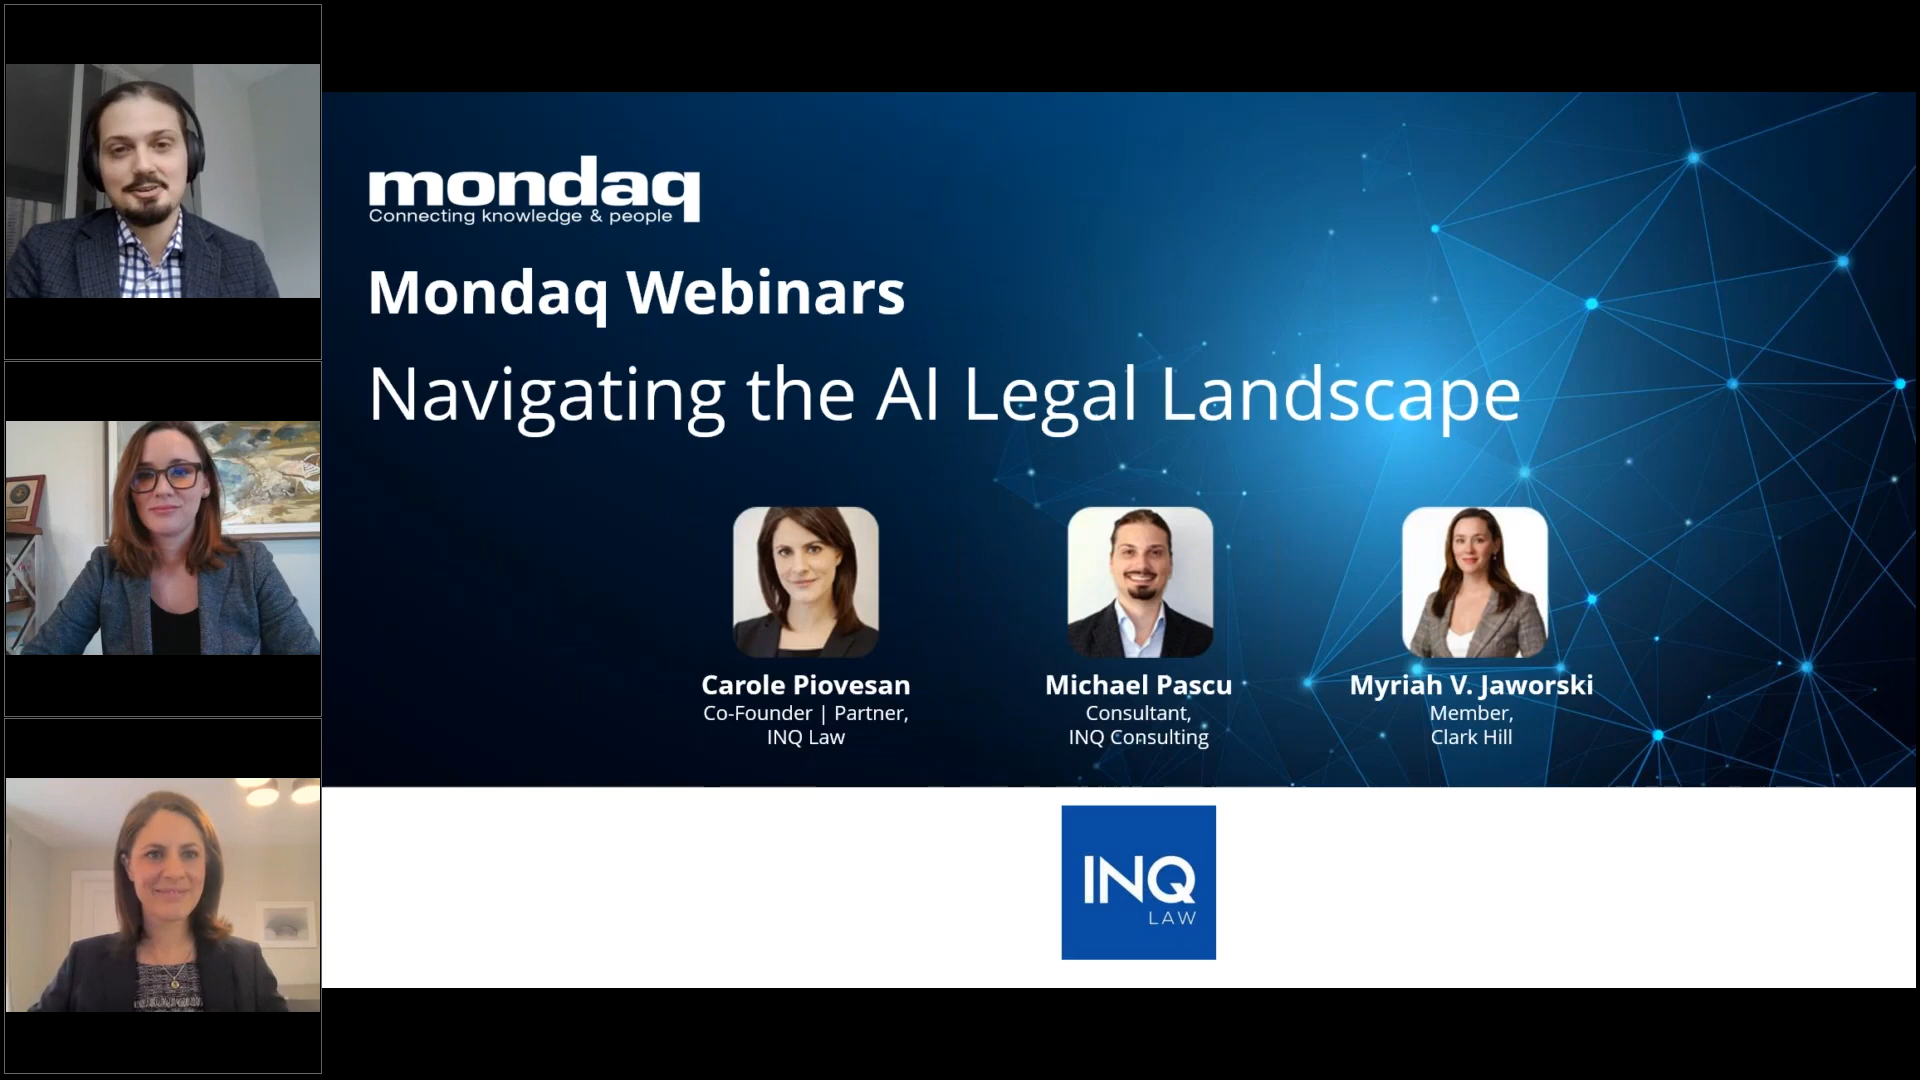 mondaq
Connecting knowledge & people
Mondaq Webinars
Navigating the AI Legal Landscape
Carole Piovesan
Co-Founder | Partner,
INQ Law
Michael Pascu
Consultant,
INQ Consulting
Myriah V. Jaworski
Member,
Clark Hill
INQ
LAW